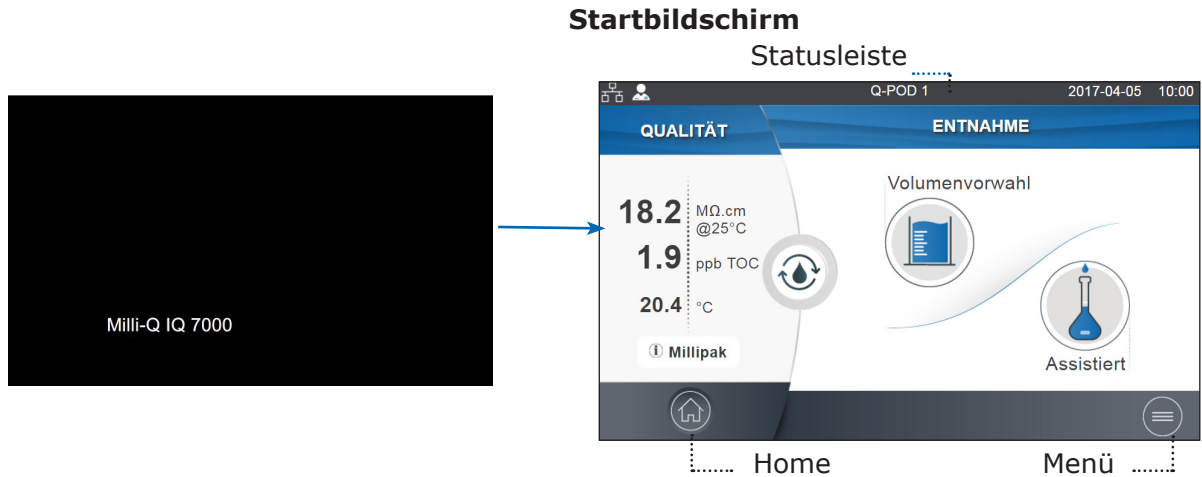 Startbildschirm
Statusleiste
Q-POD 1 2017-04-05 10:00
QUALITÄT
ENTNAHME
Volumenvorwahl
18.2 MΩ.cm
@25°C
1.9 ppb TOC
20.4 °C
Milli-Q IQ 7000
i Millipak
Assistiert
Home
Menü